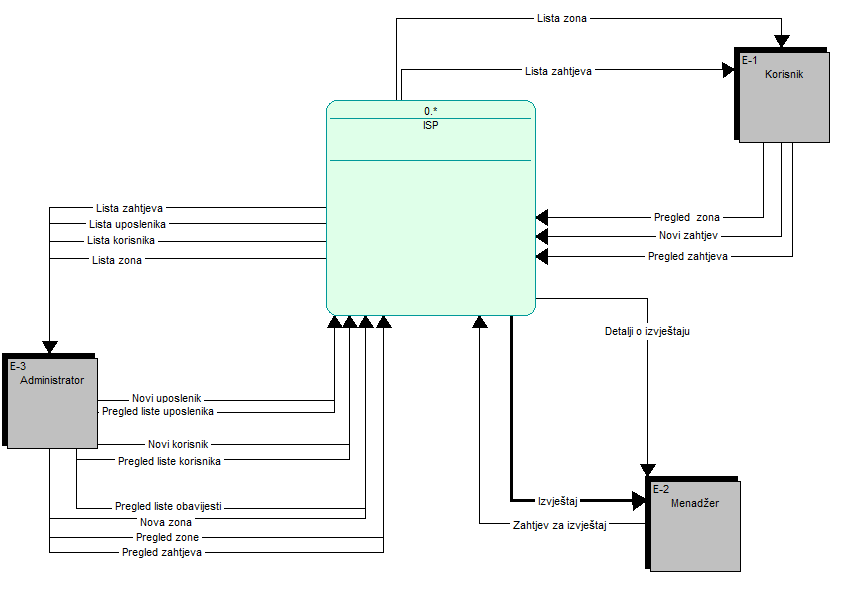 Lista zona
E-1
Korisnik
Lista zahtjeva
0.*
ISP
Lista zahtjeva
Lista uposlenika
Lista korisnika
Lista zona
Pregled zona
Novi zahtjev
Pregled zahtjeva
Detalji o izvještaju
E-3
Administrator
Novi uposlenik
Pregled liste uposlenika
Novi korisnik
Pregled liste korisnika
Pregled liste obavijesti
Nova zona
Pregled zone
Pregled zahtjeva
E-2
Menadžer
Izvještaj
Zahtjev za izvještaj